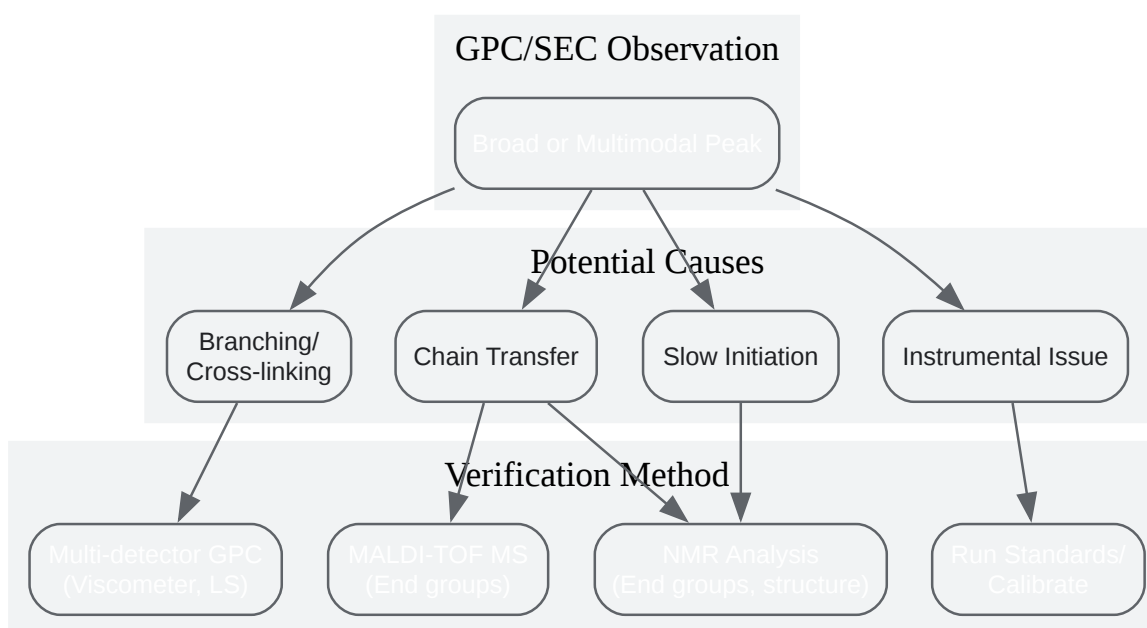 GPC/SEC Observation
Broad or Multimodal Peak
Potential Causes
Branching/
Cross-linking
Chain Transfer
Slow Initiation
Instrumental Issue
Verification Method
Multi-detector GPC
(Viscometer, LS)
MALDI-TOF MS
(End groups)
NMR Analysis
(End groups, structure)
Run Standards/
Calibrate